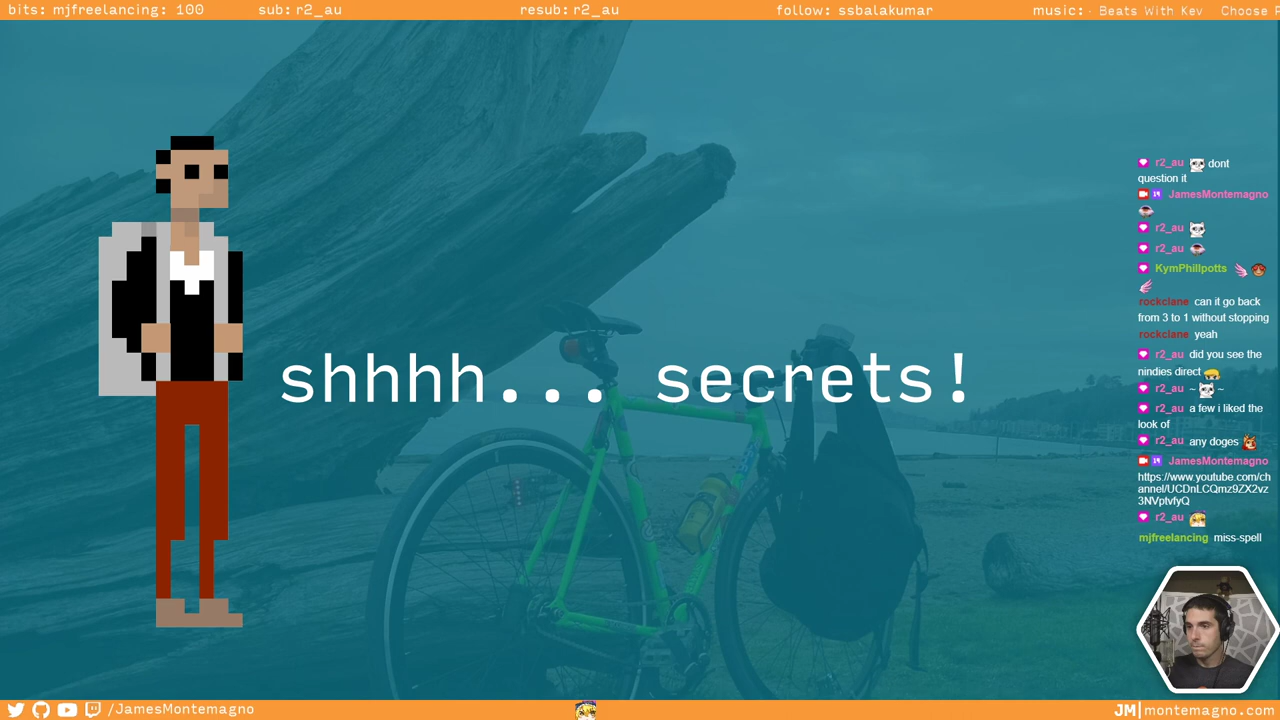 bits: mjfreelancing: 100 sub: r2_au resub: r2_au follow: ssbalakumar music: · Beats With Kev Choose
r2_au dont
question it
JamesMontemagno
r2_au
r2_au
KymPhillpotts
rockclane can it go back
from 3 to 1 without stopping
rockclane yeah
r2_au did you see the
nindies direct
r2_au ~ ~
r2_au a few i liked the
look of
r2_au any doges
JamesMontemagno
https://www.youtube.com/ch
annel/UCDnLCQmz9ZX2vz
3NVptvfyQ
r2_au
mjfreelancing miss-spell
shhhh... secrets!
/JamesMontemagno
JM|montemagno.com